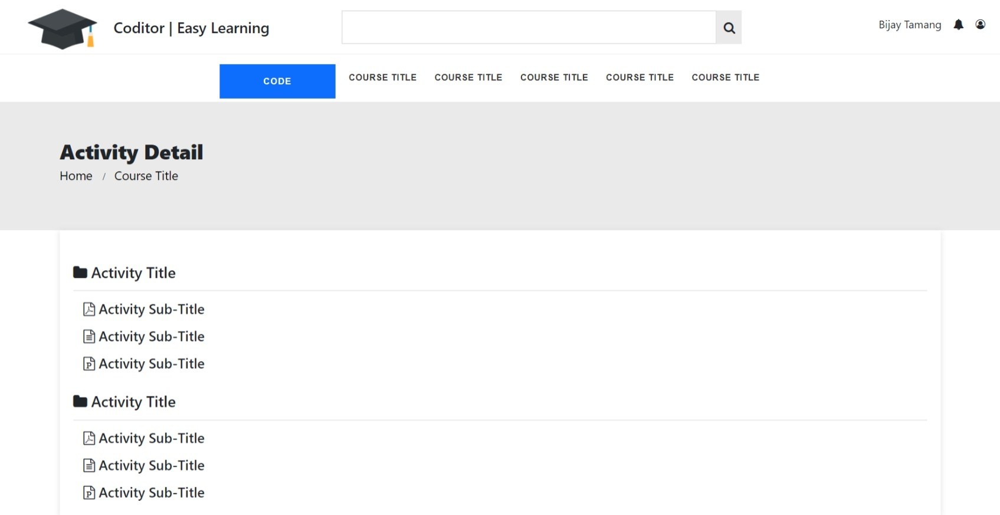 Coditor | Easy Learning
Bijay Tamang
CODE
COURSE TITLE
COURSE TITLE
COURSE TITLE
COURSE TITLE
COURSE TITLE
Activity Detail
Home / Course Title
Activity Title
Activity Sub-Title
Activity Sub-Title
P Activity Sub-Title
Activity Title
Activity Sub-Title
Activity Sub-Title
P Activity Sub-Title